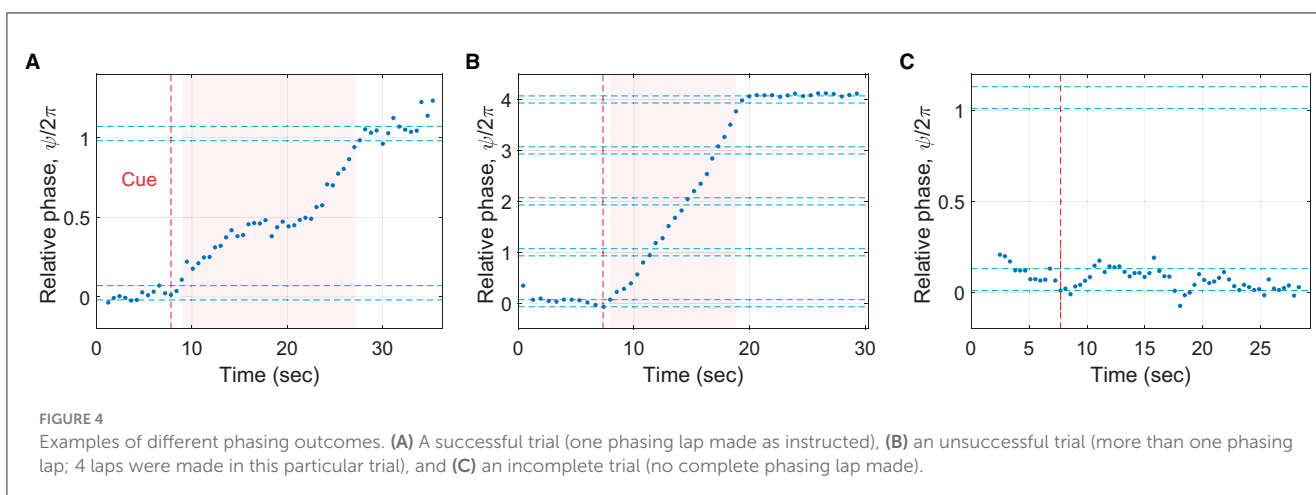 A
B
C
Relative phase, ψ/2π
1
0.5
0
Cue
0
10
20
30
Time (sec)
Relative phase, ψ/2π
4
3
2
1
0
0
10
20
30
Time (sec)
Relative phase, ψ/2π
1
0.5
0
0
5
10
15
20
25
Time (sec)
FIGURE 4
Examples of different phasing outcomes. (A) A successful trial (one phasing lap made as instructed), (B) an unsuccessful trial (more than one phasing
lap; 4 laps were made in this particular trial), and (C) an incomplete trial (no complete phasing lap made).